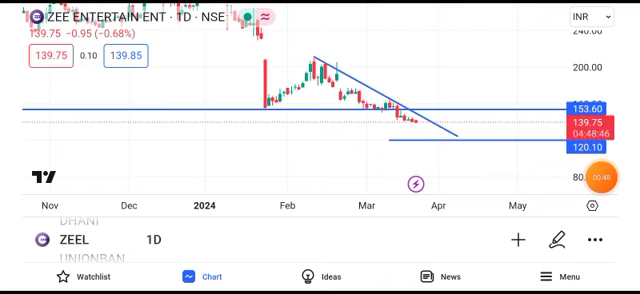 ZEE ENTERTAIN ENT · 1D · NSE
INR
139.75 −0.95 (−0.68%)
240.00
139.75 0.10 139.85
200.00
153.60
139.75
04:48:46
120.10
80.
00:48
Nov Dec 2024 Feb Mar Apr May
DHANI
ZEEL 1D
UNIONBAN
Watchlist Chart Ideas News Menu